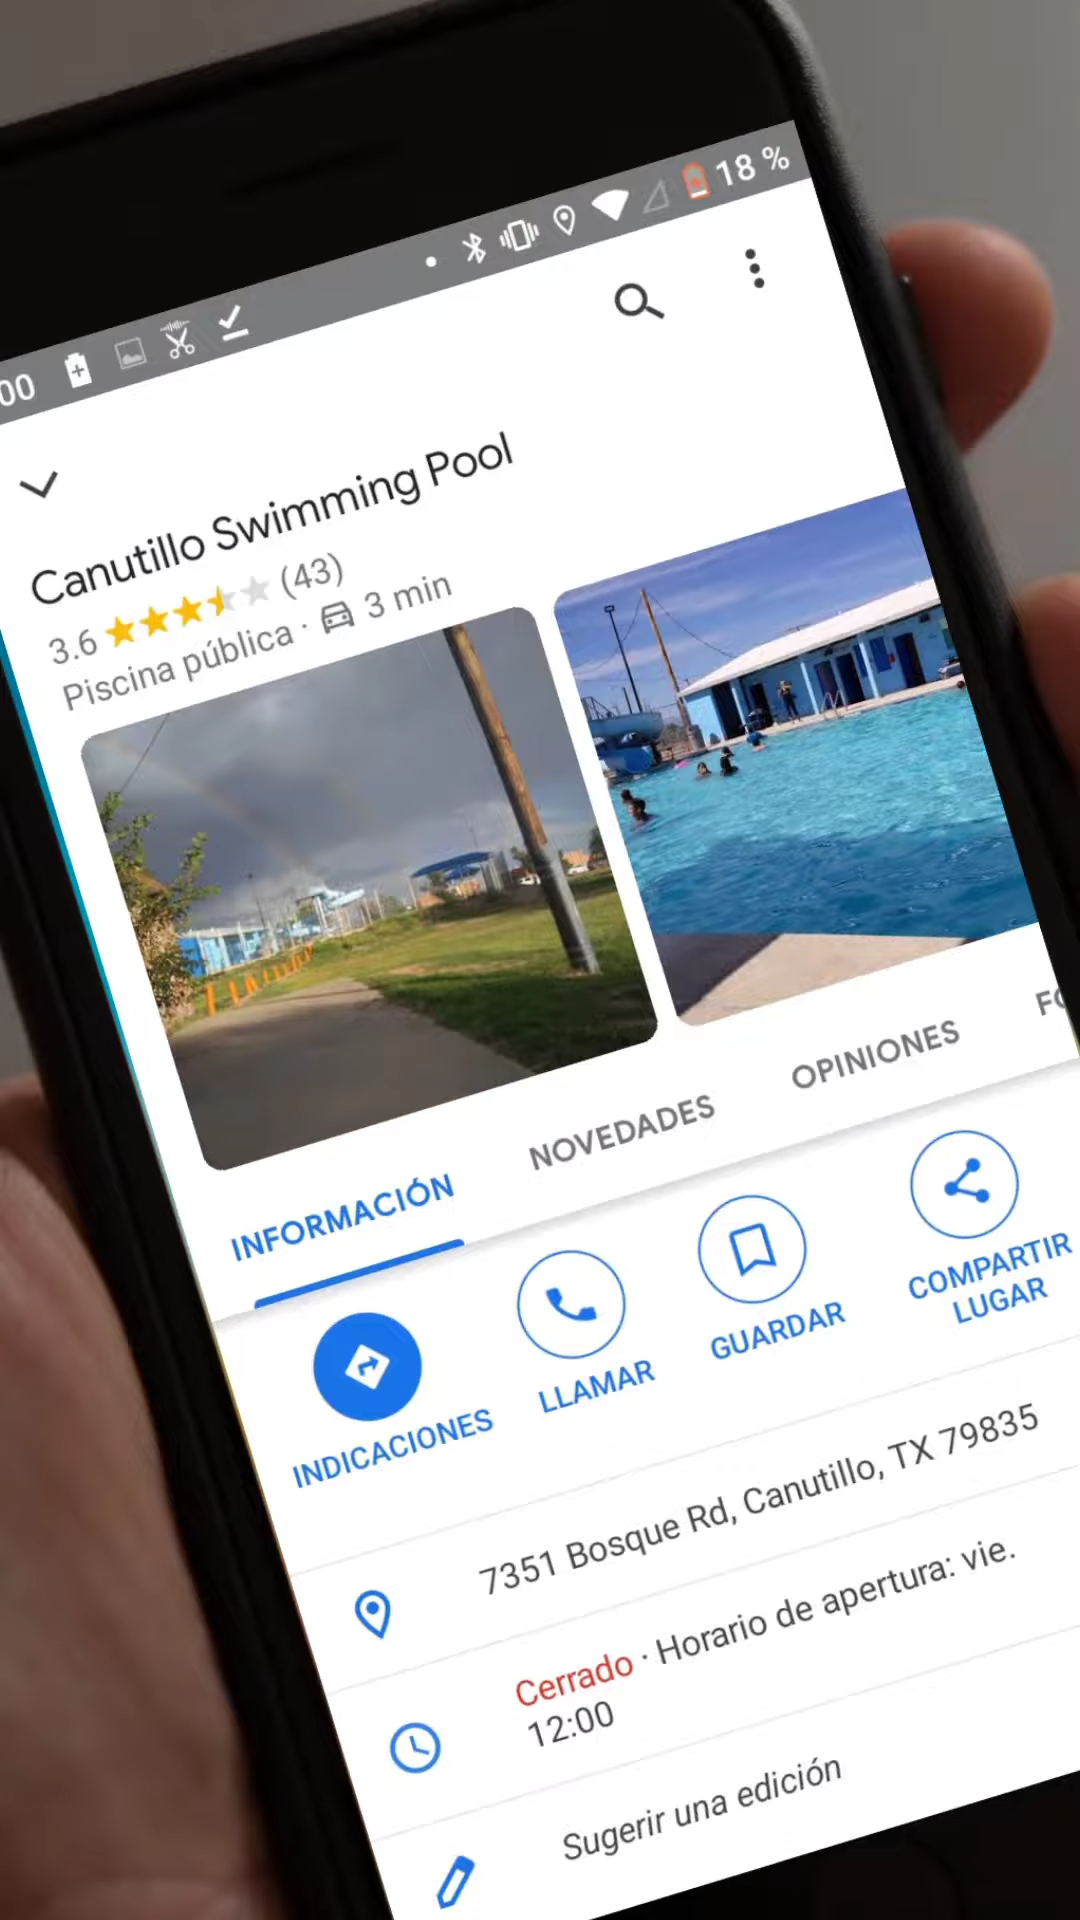 00
18 %
Canutillo Swimming Pool
3.6 (43)
Piscina pública · 3 min
INFORMACIÓN
NOVEDADES
OPINIONES
INDICACIONES
LLAMAR
GUARDAR
COMPARTIR
LUGAR
7351 Bosque Rd, Canutillo, TX 79835
Cerrado · Horario de apertura: vie.
12:00
Sugerir una edición